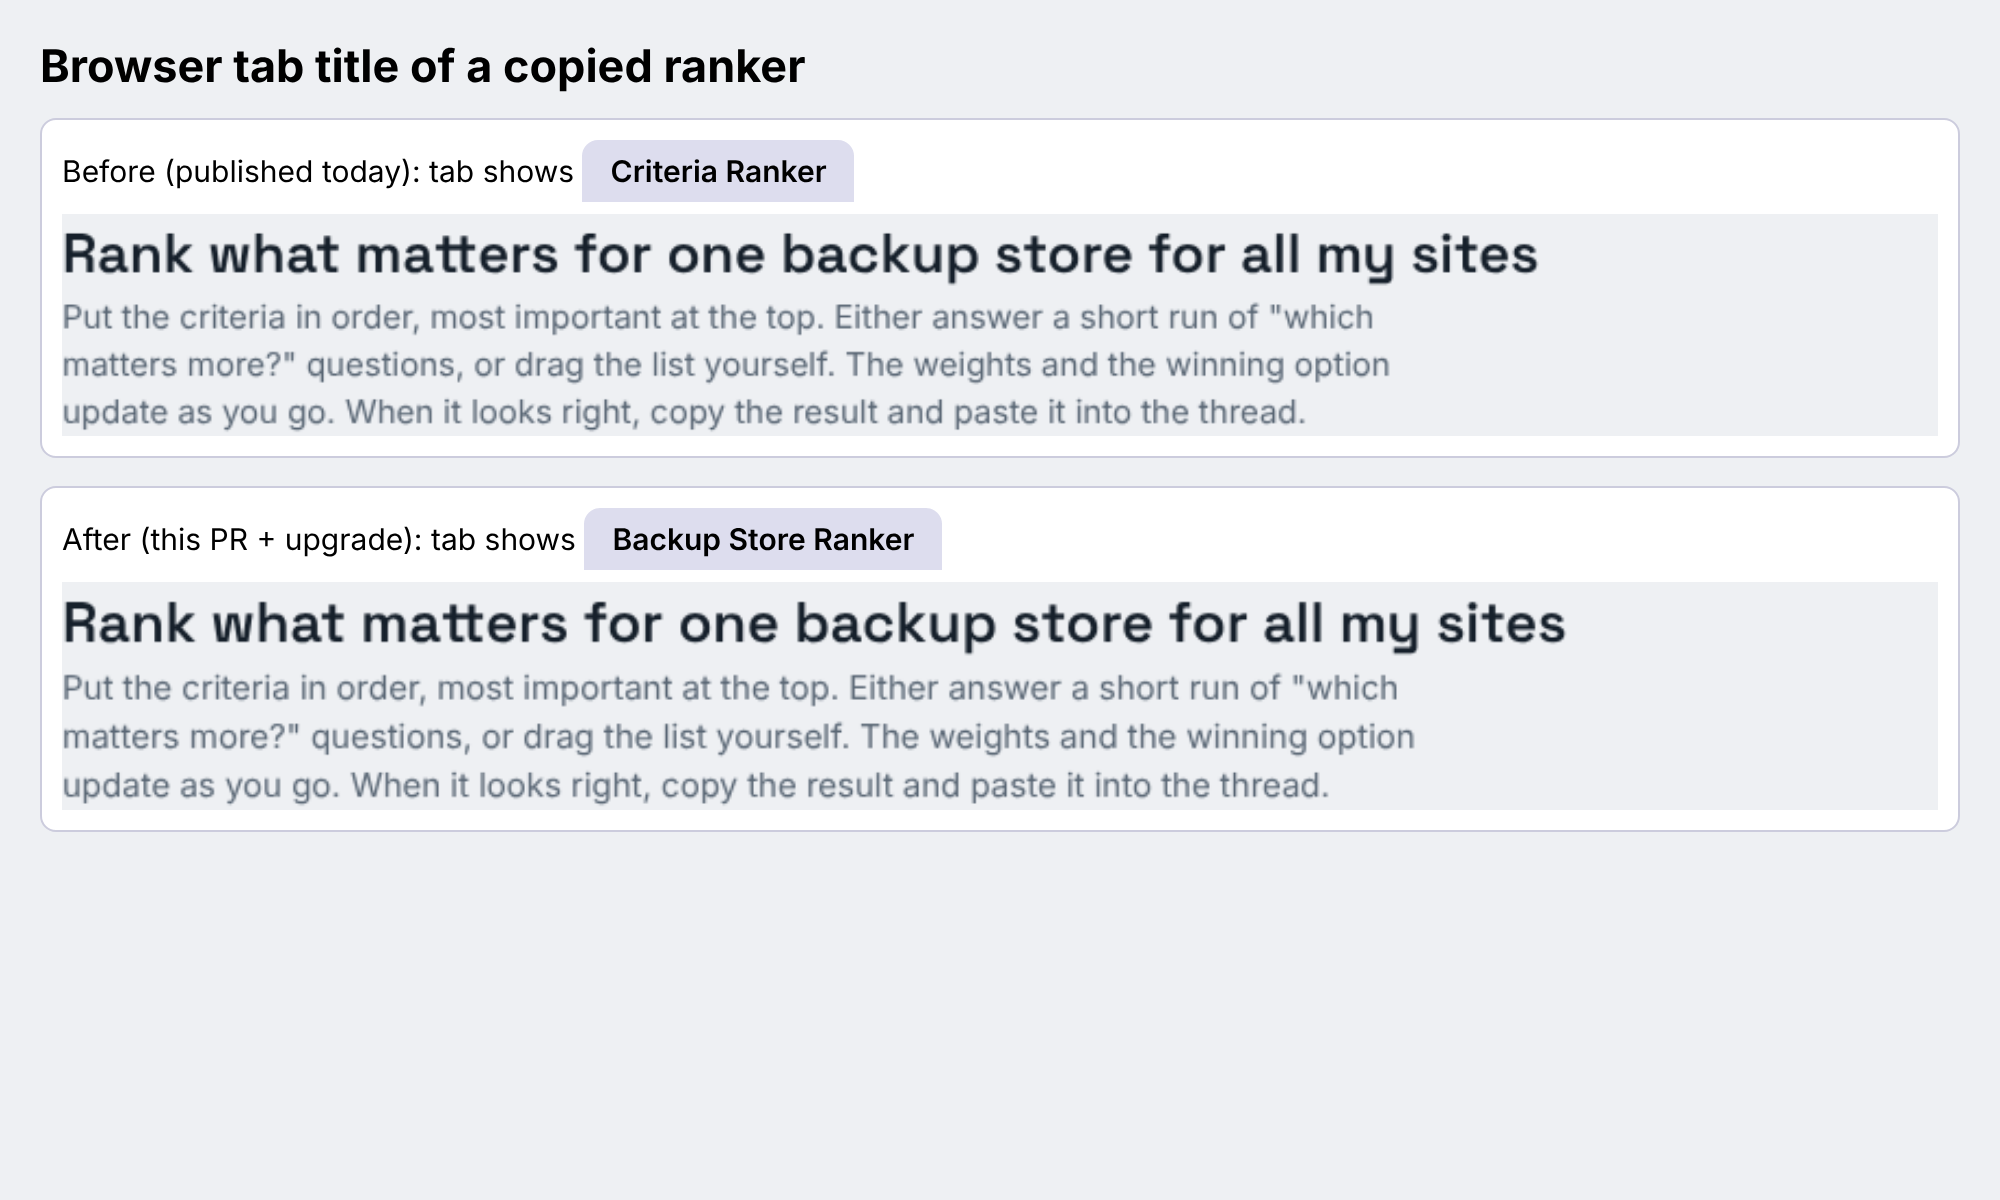 Browser tab title of a copied ranker
Before (published today): tab shows Criteria Ranker
Rank what matters for one backup store for all my sites
Put the criteria in order, most important at the top. Either answer a short run of "which
matters more?" questions, or drag the list yourself. The weights and the winning option
update as you go. When it looks right, copy the result and paste it into the thread.
After (this PR + upgrade): tab shows Backup Store Ranker
Rank what matters for one backup store for all my sites
Put the criteria in order, most important at the top. Either answer a short run of "which
matters more?" questions, or drag the list yourself. The weights and the winning option
update as you go. When it looks right, copy the result and paste it into the thread.